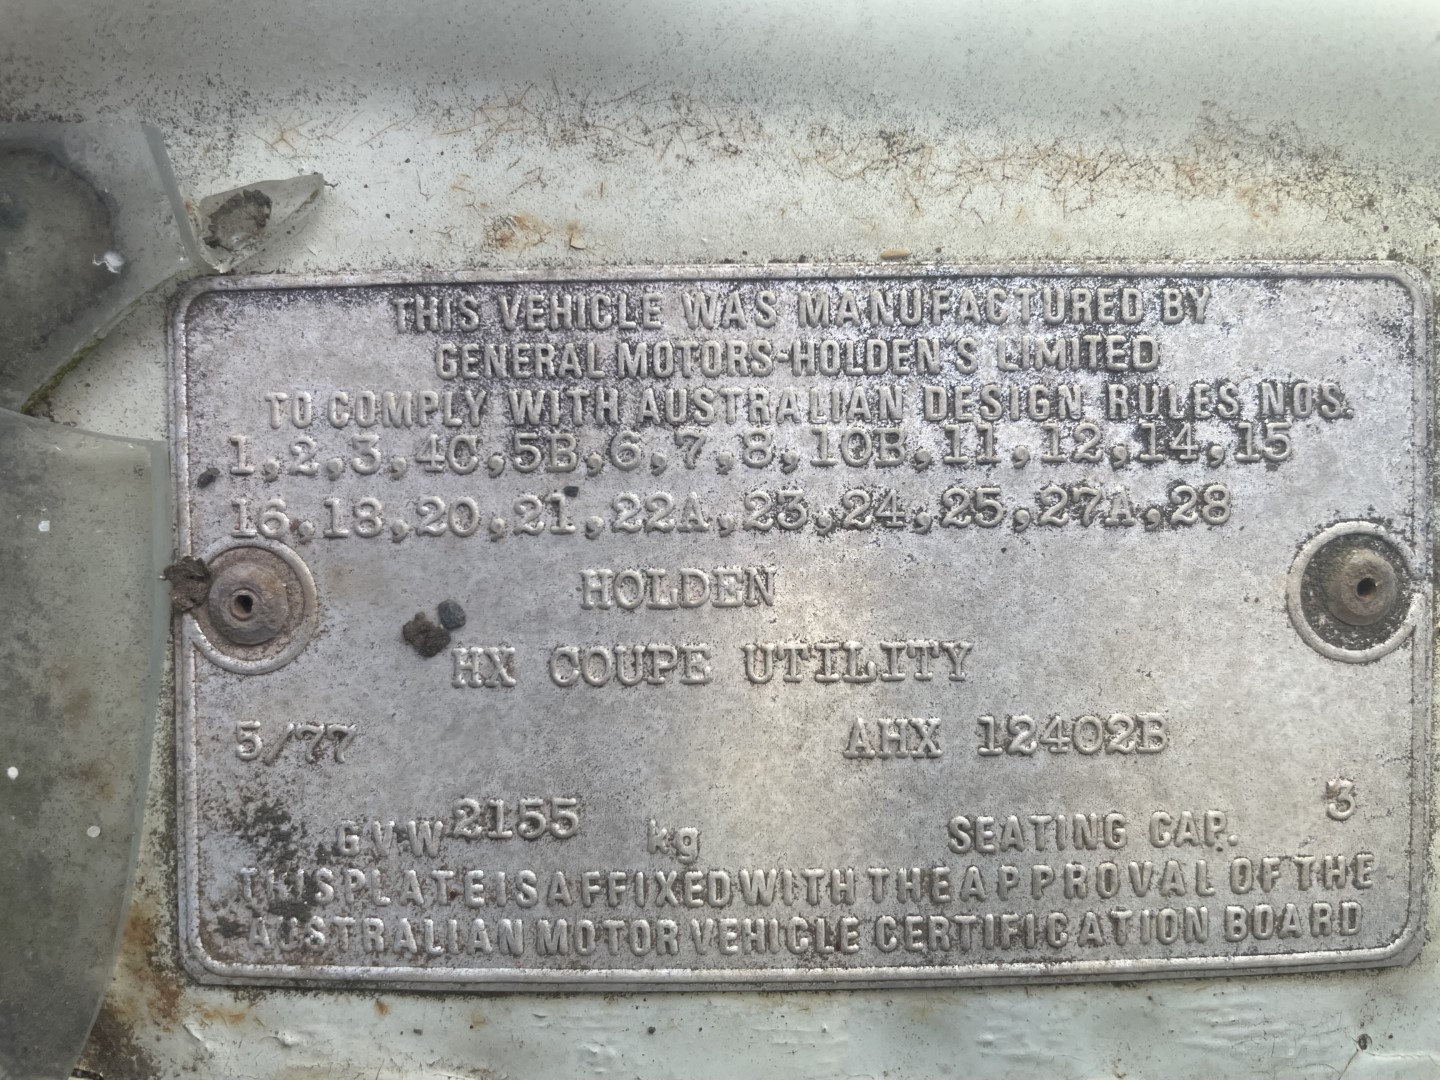 THIS VEHICLE WAS MANUFACTURED BY
GENERAL MOTORS-HOLDEN'S LIMITED
TO COMPLY WITH AUSTRALIAN DESIGN RULES NOS.
1,2,3,4C,5B,6,7,8,10B,11,12,14,15
16,18,20,21,22A,23,24,25,27A,28
HOLDEN
HX COUPE UTILITY
5/77 AHX 12402B
G V W 2155 kg SEATING CAP. 3
THIS PLATE IS AFFIXED WITH THE APPROVAL OF THE
AUSTRALIAN MOTOR VEHICLE CERTIFICATION BOARD